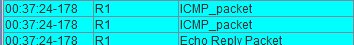 00:37:24-178 R1 ICMP_packet
00:37:24-178 R1 ICMP_packet
00:37:24-178 R1 Echo Reply Packet